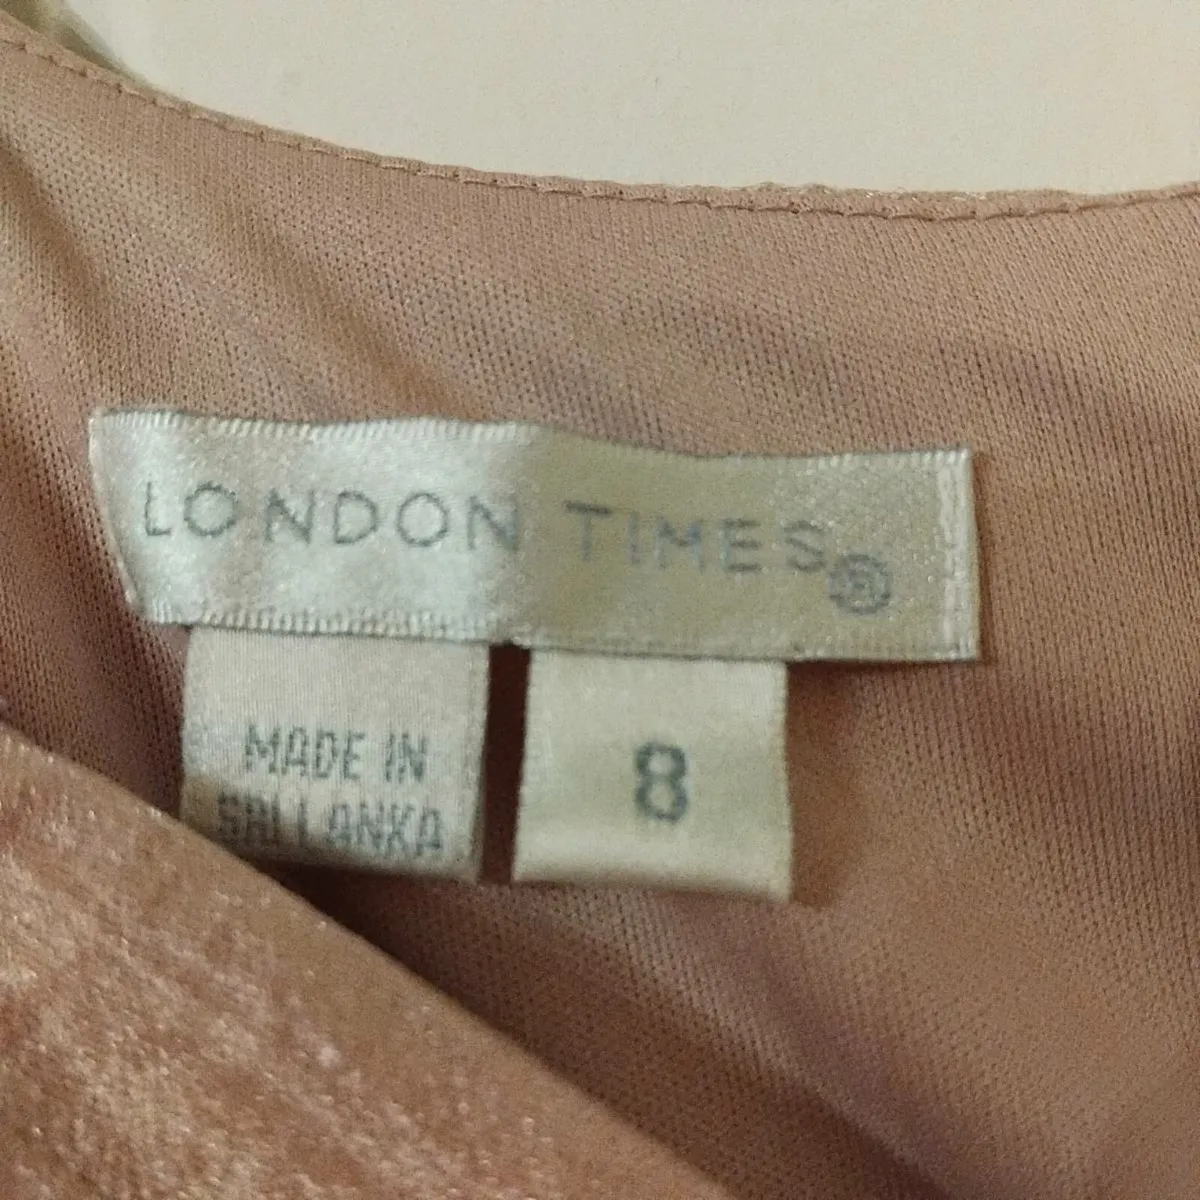 LONDON TIMES®
MADE IN
SRI LANKA
8